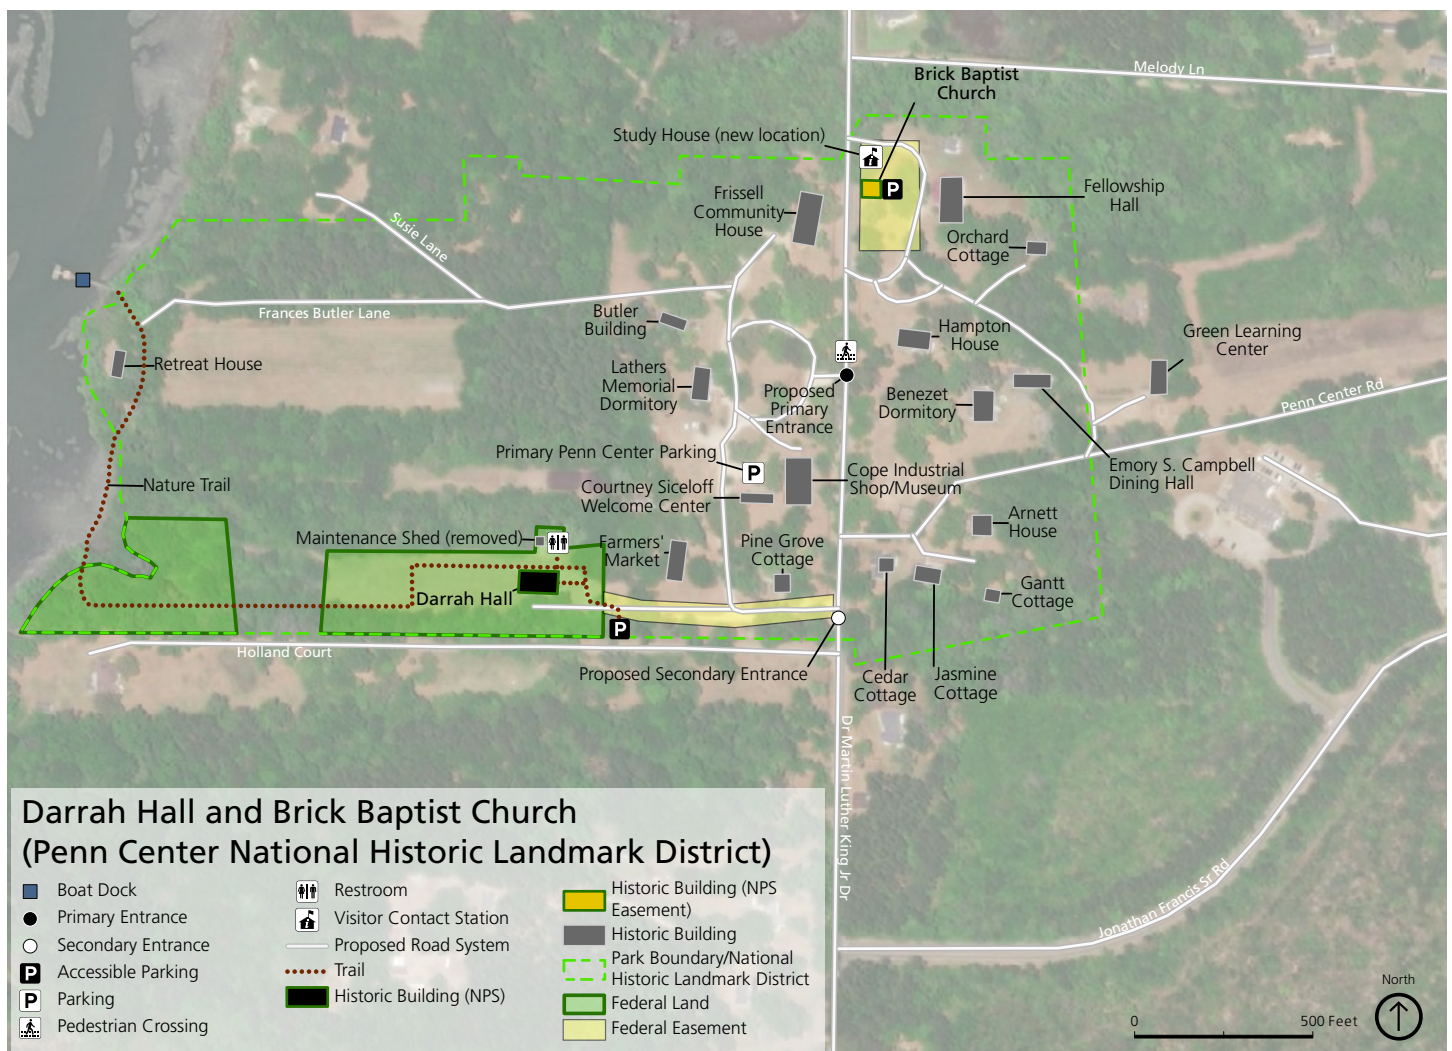 Melody Ln
Brick Baptist
Church
Study House (new location)
P
Frissell
Community
House
Fellowship
Hall
Susie Lane
Orchard
Cottage
Frances Butler Lane
Butler
Building
Hampton
House
Green Learning
Center
Retreat House
Lathers
Memorial
Dormitory
Proposed
Primary
Entrance
Benezet
Dormitory
Penn Center Rd
Primary Penn Center Parking
P
Cope Industrial
Shop/Museum
Emory S. Campbell
Dining Hall
Nature Trail
Courtney Siceloff
Welcome Center
Arnett
House
Maintenance Shed (removed)
Farmers'
Market
Pine Grove
Cottage
Darrah Hall
Gantt
Cottage
P
Holland Court
Proposed Secondary Entrance
Cedar
Cottage
Jasmine
Cottage
Dr Martin Luther King Jr Dr
Jonathan Francis Sr Rd
Darrah Hall and Brick Baptist Church
(Penn Center National Historic Landmark District)
Boat Dock
Primary Entrance
Secondary Entrance
P Accessible Parking
P Parking
Pedestrian Crossing
Restroom
Visitor Contact Station
Proposed Road System
Trail
Historic Building (NPS)
Historic Building (NPS
Easement)
Historic Building
Park Boundary/National
Historic Landmark District
Federal Land
Federal Easement
North
0 500 Feet